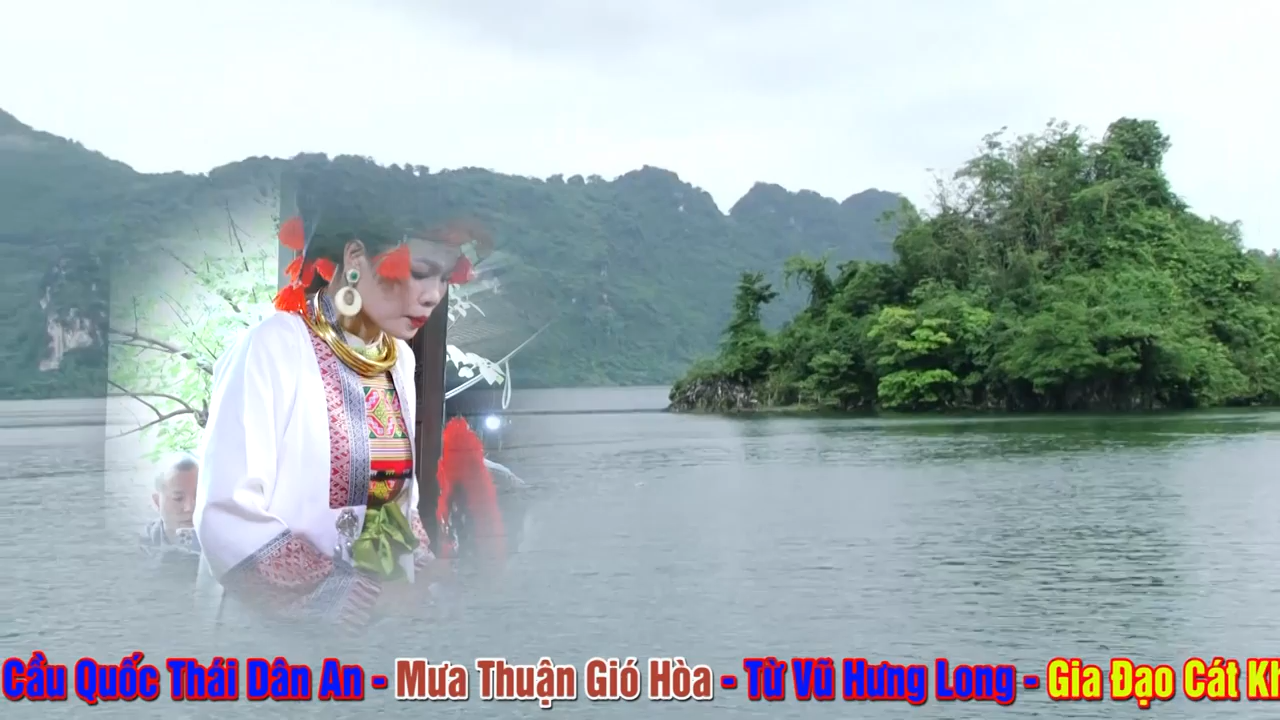 Cầu Quốc Thái Dân An - Mưa Thuận Gió Hòa - Từ Vũ Hưng Long - Gia Đạo Cát